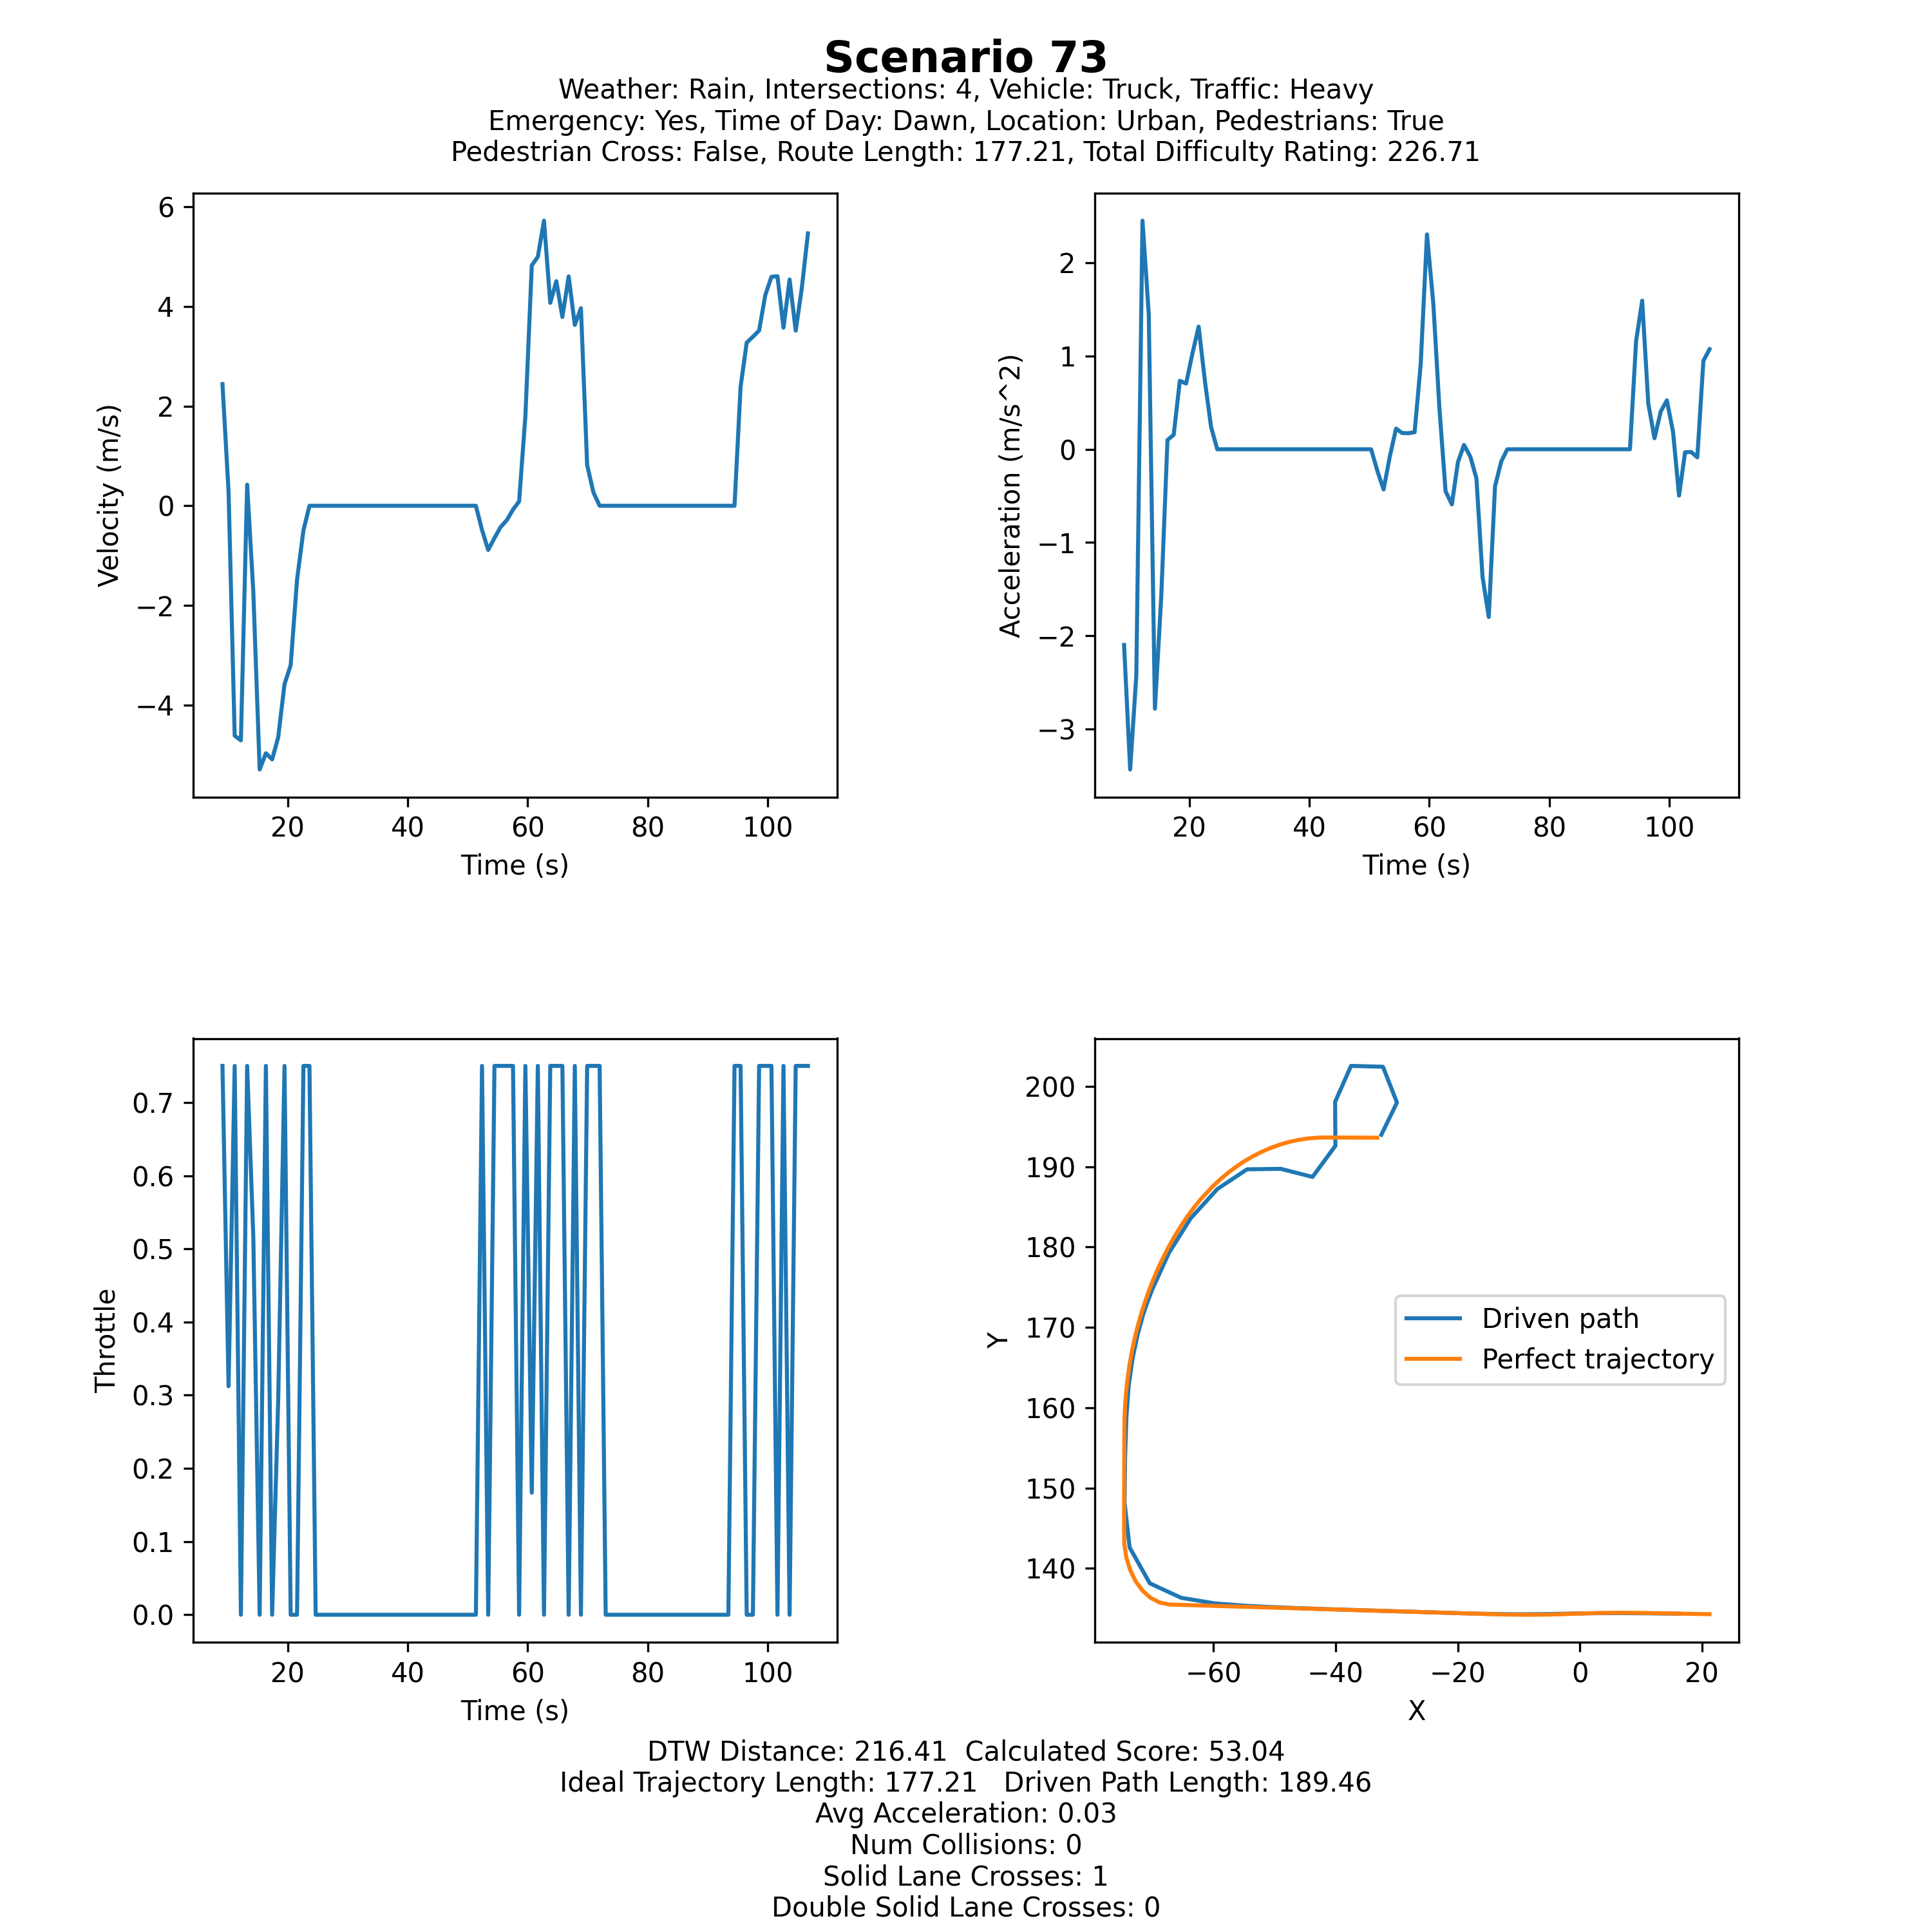 Scenario 73
Weather: Rain, Intersections: 4, Vehicle: Truck, Traffic: Heavy
Emergency: Yes, Time of Day: Dawn, Location: Urban, Pedestrians: True
Pedestrian Cross: False, Route Length: 177.21, Total Difficulty Rating: 226.71
6
4
2
0
−2
−4
Velocity (m/s)
20 40 60 80 100
Time (s)
2
1
0
−1
−2
−3
Acceleration (m/s^2)
20 40 60 80 100
Time (s)
0.7
0.6
0.5
0.4
0.3
0.2
0.1
0.0
Throttle
20 40 60 80 100
Time (s)
200
190
180
170
160
150
140
Y
Driven path
Perfect trajectory
−60 −40 −20 0 20
X
DTW Distance: 216.41 Calculated Score: 53.04
Ideal Trajectory Length: 177.21 Driven Path Length: 189.46
Avg Acceleration: 0.03
Num Collisions: 0
Solid Lane Crosses: 1
Double Solid Lane Crosses: 0